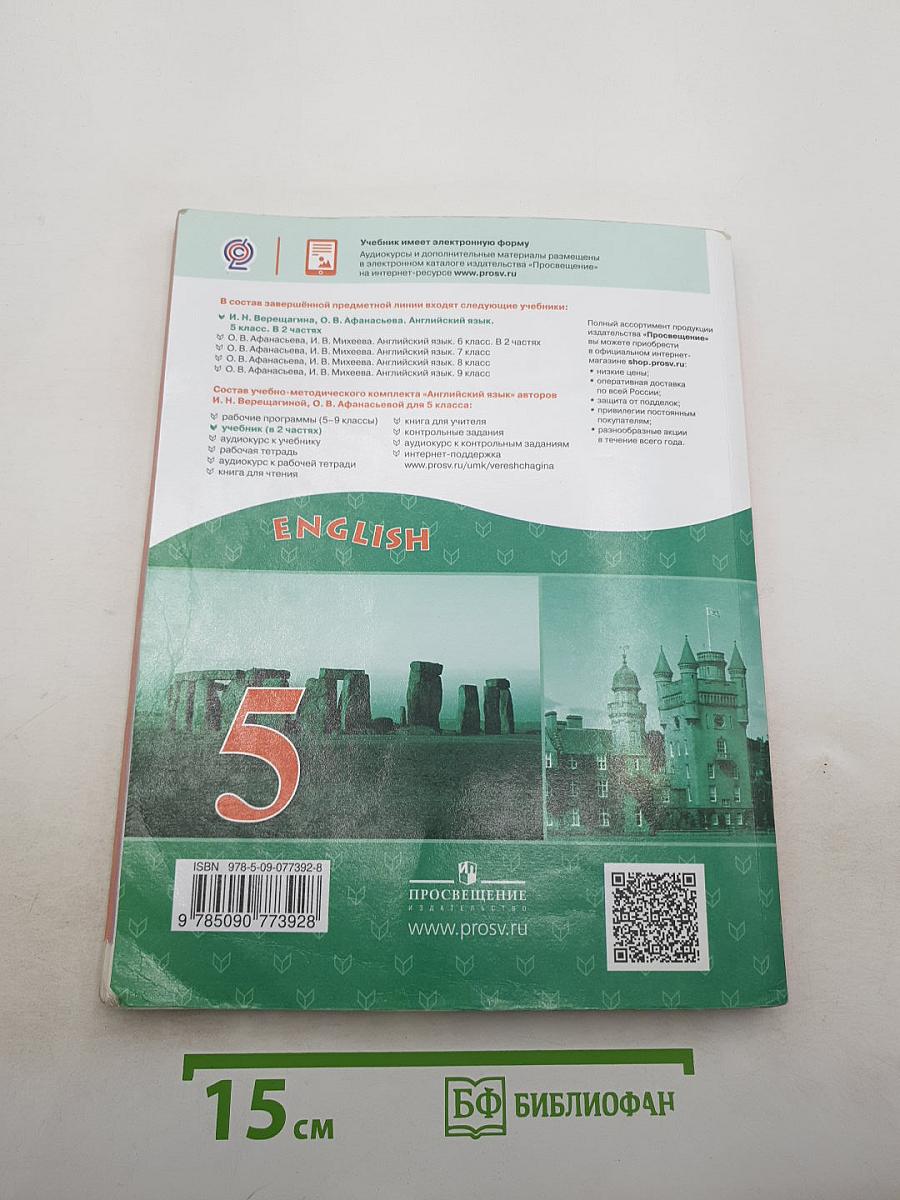 Учебник имеет электронную форму
Аудиокурсы и дополнительные материалы размещены
в электронном каталоге издательства «Просвещение»
на интернет-ресурсе www.prosv.ru
В состав завершённой предметной линии входят следующие учебники:
И. Н. Верещагина, О. В. Афанасьева. Английский язык.
5 класс. В 2 частях
О. В. Афанасьева, И. В. Михеева. Английский язык. 6 класс. В 2 частях
О. В. Афанасьева, И. В. Михеева. Английский язык. 7 класс
О. В. Афанасьева, И. В. Михеева. Английский язык. 8 класс
О. В. Афанасьева, И. В. Михеева. Английский язык. 9 класс
Состав учебно-методического комплекта «Английский язык» авторов
И. Н. Верещагиной, О. В. Афанасьевой для 5 класса:
рабочие программы (5–9 классы)
учебник (в 2 частях)
аудиокурс к учебнику
рабочая тетрадь
аудиокурс к рабочей тетради
книга для чтения
книга для учителя
контрольные задания
аудиокурс к контрольным заданиям
интернет-поддержка
www.prosv.ru/umk/vereshchagina
Полный ассортимент продукции
издательства «Просвещение»
вы можете приобрести
в официальном интернет-
магазине shop.prosv.ru:
• низкие цены;
• оперативная доставка
по всей России;
• защита от подделок;
• привилегии постоянным
покупателям;
• разнообразные акции
в течение всего года.
ENGLISH
5
ISBN 978-5-09-077392-8
9 785090 773928
ПРОСВЕЩЕНИЕ
ИЗДАТЕЛЬСТВО
www.prosv.ru
15 см
БФ БИБЛИОФАН